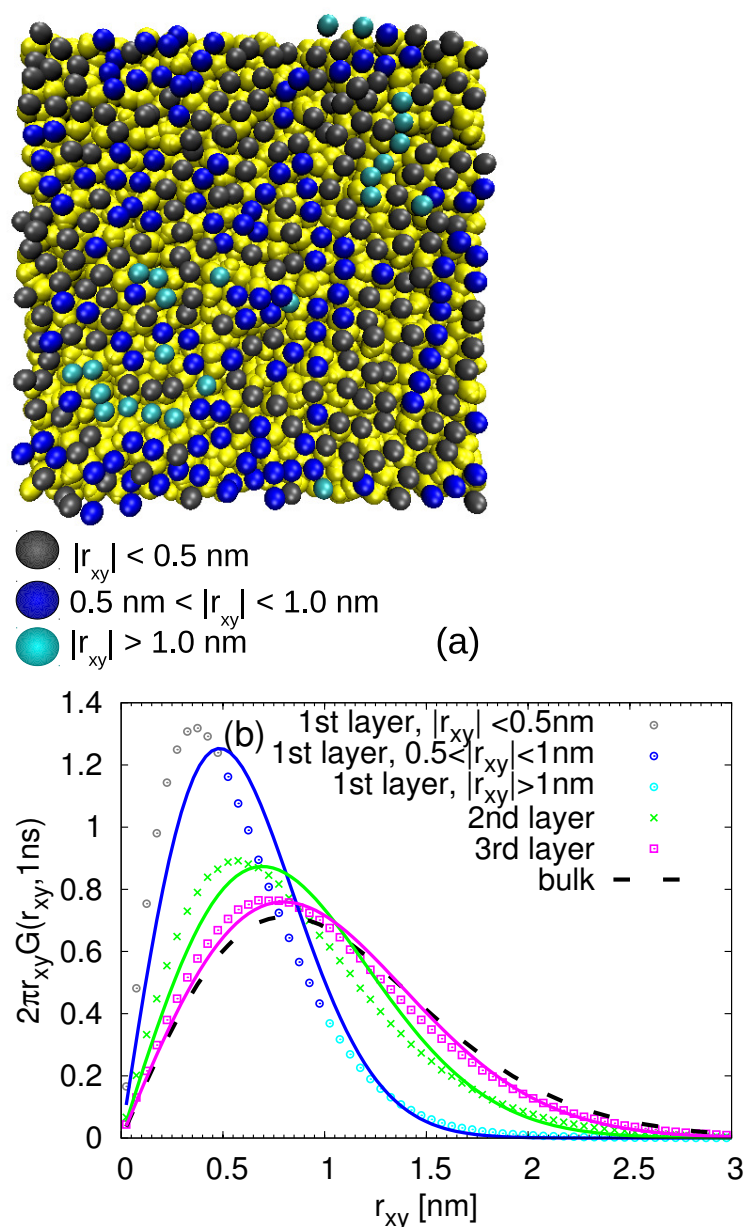 |r_xy| < 0.5 nm
0.5 nm < |r_xy| < 1.0 nm
|r_xy| > 1.0 nm
(a)
(b)
1st layer, |r_xy| <0.5nm
1st layer, 0.5<|r_xy|<1nm
1st layer, |r_xy|>1nm
2nd layer
3rd layer
bulk
2πr_xyG(r_xy,1ns)
1.4
1.2
1
0.8
0.6
0.4
0.2
0
0 0.5 1 1.5 2 2.5 3
r_xy [nm]